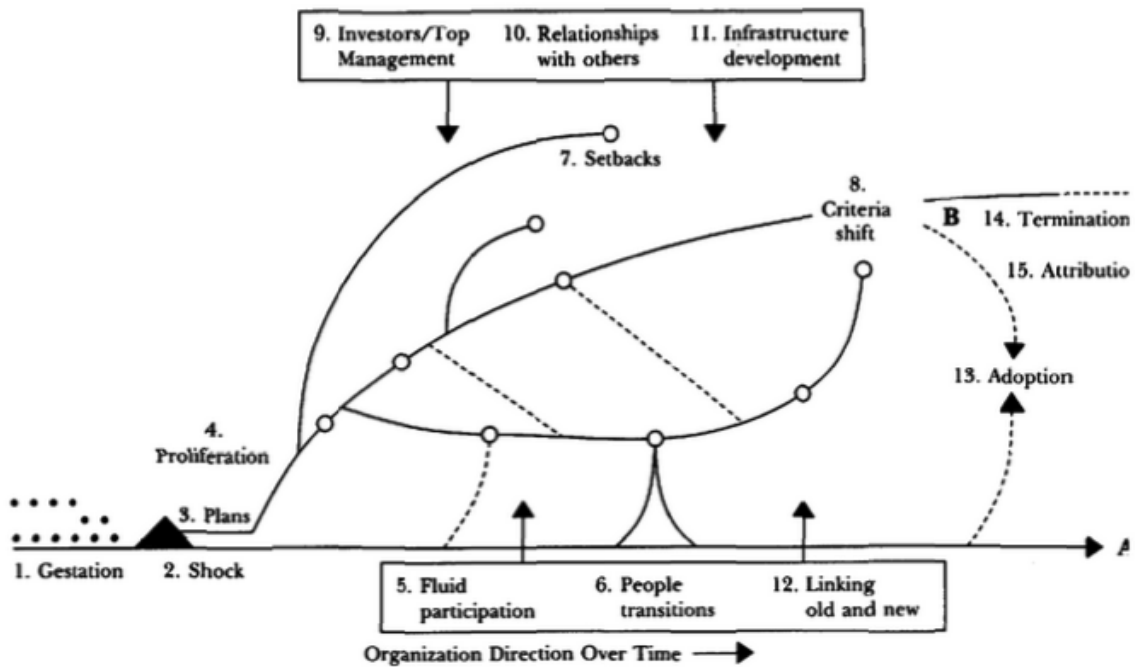 9. Investors/Top
Management
10. Relationships
with others
11. Infrastructure
development
7. Setbacks
8.
Criteria
shift
B
14. Termination
15. Attributio
13. Adoption
4.
Proliferation
3. Plans
A
1. Gestation
2. Shock
5. Fluid
participation
6. People
transitions
12. Linking
old and new
Organization Direction Over Time